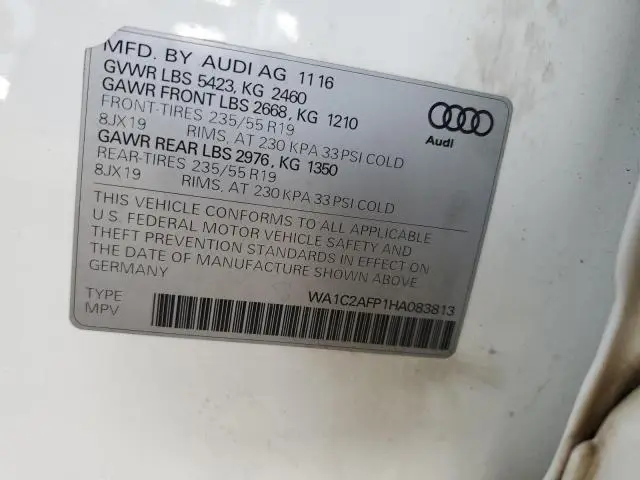 MFD. BY AUDI AG 11 16
GVWR LBS 5423, KG 2460
GAWR FRONT LBS 2668, KG 1210
FRONT-TIRES 235/55 R19
8JX19 RIMS, AT 230 KPA 33 PSI COLD
GAWR REAR LBS 2976, KG 1350
REAR-TIRES 235/55 R19
8JX19 RIMS, AT 230 KPA 33 PSI COLD
Audi
THIS VEHICLE CONFORMS TO ALL APPLICABLE
U.S. FEDERAL MOTOR VEHICLE SAFETY AND
THEFT PREVENTION STANDARDS IN EFFECT ON
THE DATE OF MANUFACTURE SHOWN ABOVE
GERMANY
TYPE
MPV
WA1C2AFP1HA083813